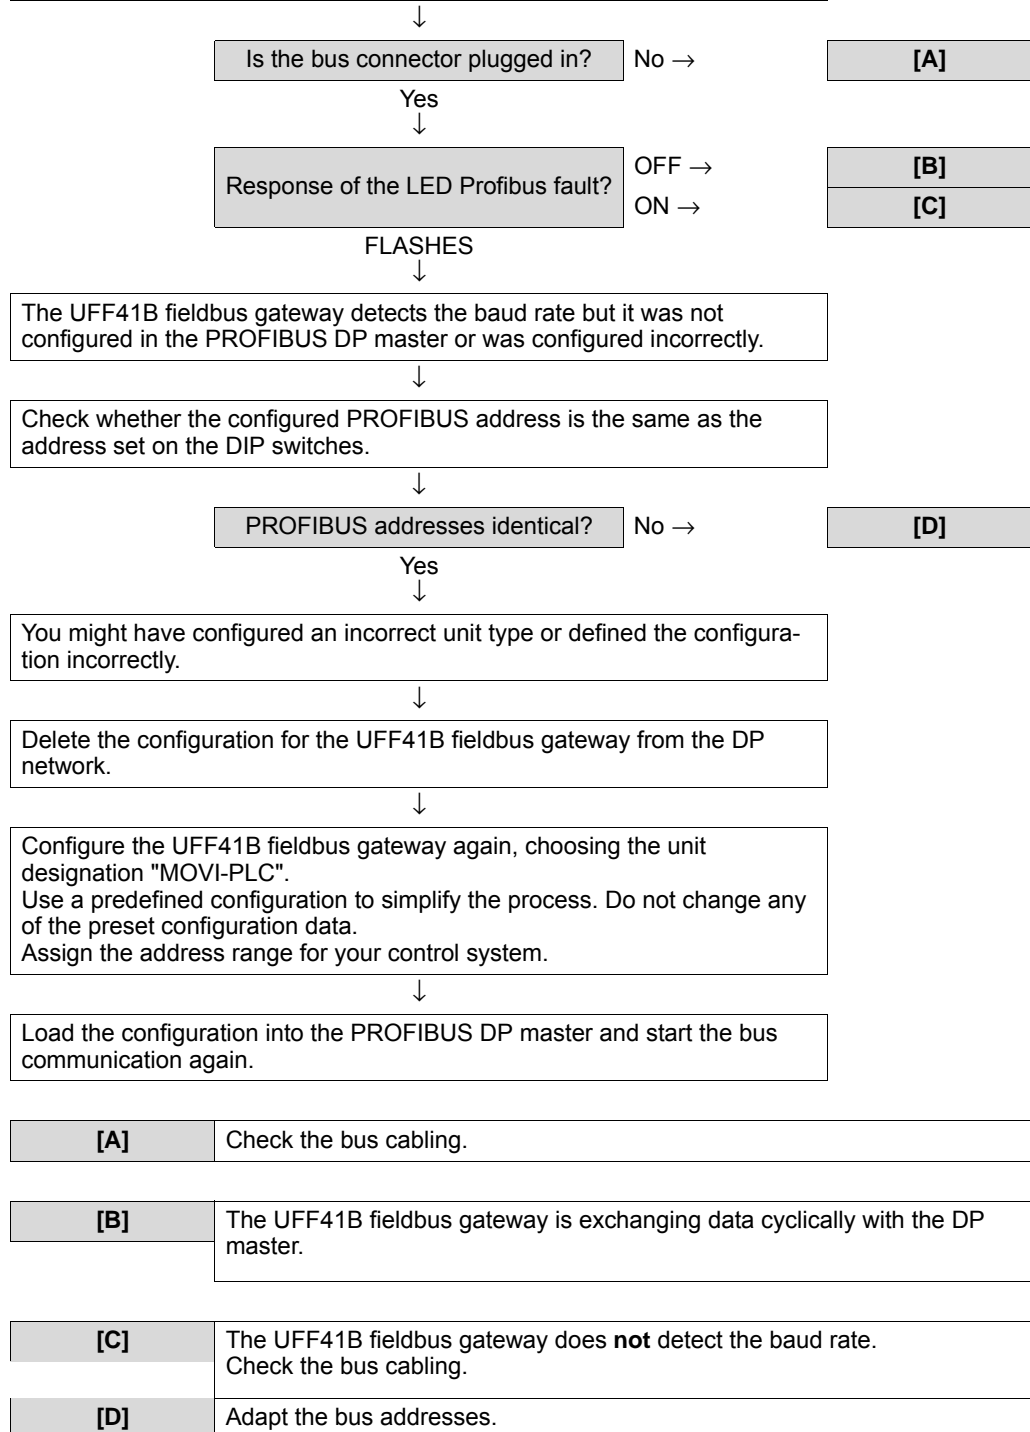 ↓
Is the bus connector plugged in? No → [A]
Yes
↓
Response of the LED Profibus fault?
OFF → [B]
ON → [C]
FLASHES
↓
The UFF41B fieldbus gateway detects the baud rate but it was not
configured in the PROFIBUS DP master or was configured incorrectly.
↓
Check whether the configured PROFIBUS address is the same as the
address set on the DIP switches.
↓
PROFIBUS addresses identical? No → [D]
Yes
↓
You might have configured an incorrect unit type or defined the configura-
tion incorrectly.
↓
Delete the configuration for the UFF41B fieldbus gateway from the DP
network.
↓
Configure the UFF41B fieldbus gateway again, choosing the unit
designation "MOVI-PLC".
Use a predefined configuration to simplify the process. Do not change any
of the preset configuration data.
Assign the address range for your control system.
↓
Load the configuration into the PROFIBUS DP master and start the bus
communication again.
[A] Check the bus cabling.
[B] The UFF41B fieldbus gateway is exchanging data cyclically with the DP
master.
[C] The UFF41B fieldbus gateway does not detect the baud rate.
Check the bus cabling.
[D] Adapt the bus addresses.